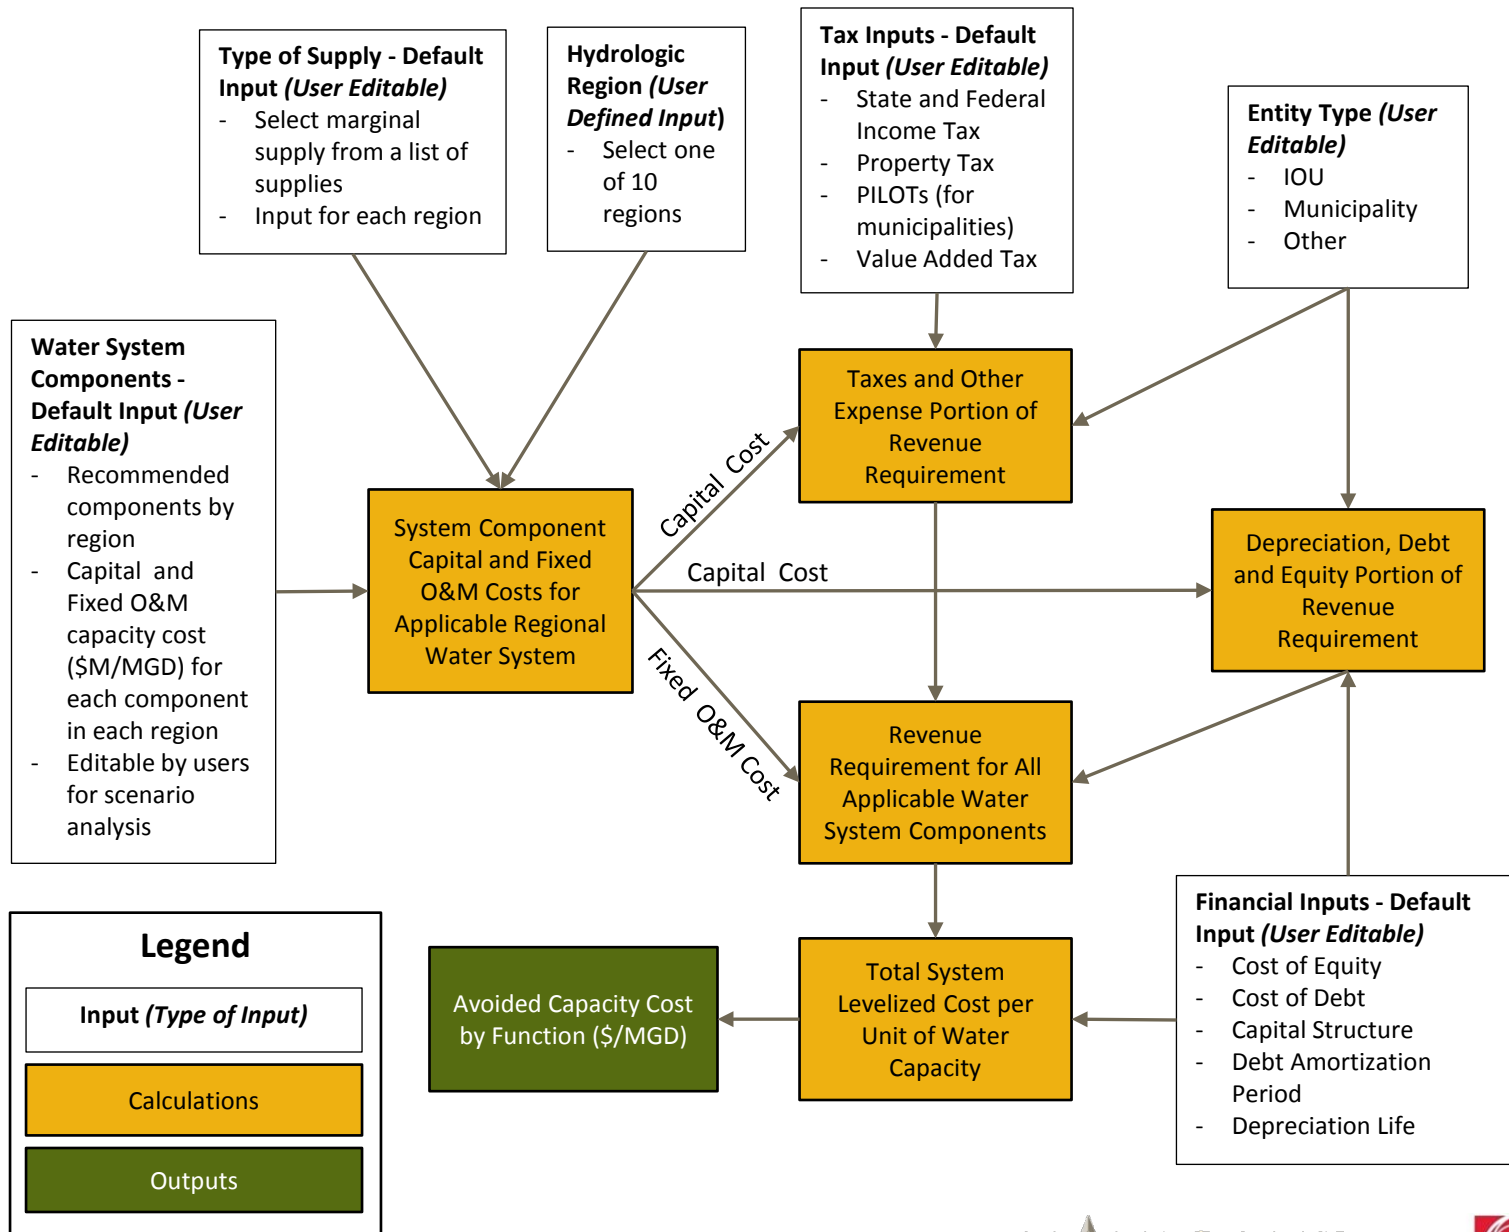 Type of Supply - Default
Input (User Editable)
- Select marginal
supply from a list of
supplies
- Input for each region
Hydrologic
Region (User
Defined Input)
- Select one
of 10
regions
Tax Inputs - Default
Input (User Editable)
- State and Federal
Income Tax
- Property Tax
- PILOTs (for
municipalities)
- Value Added Tax
Entity Type (User
Editable)
- IOU
- Municipality
- Other
Water System
Components -
Default Input (User
Editable)
- Recommended
components by
region
- Capital and
Fixed O&M
capacity cost
($M/MGD) for
each component
in each region
- Editable by users
for scenario
analysis
System Component
Capital and Fixed
O&M Costs for
Applicable Regional
Water System
Capital Cost
Capital Cost
Fixed O&M Cost
Taxes and Other
Expense Portion of
Revenue
Requirement
Depreciation, Debt
and Equity Portion of
Revenue
Requirement
Revenue
Requirement for All
Applicable Water
System Components
Total System
Levelized Cost per
Unit of Water
Capacity
Avoided Capacity Cost
by Function ($/MGD)
Financial Inputs - Default
Input (User Editable)
- Cost of Equity
- Cost of Debt
- Capital Structure
- Debt Amortization
Period
- Depreciation Life
Legend
Input (Type of Input)
Calculations
Outputs